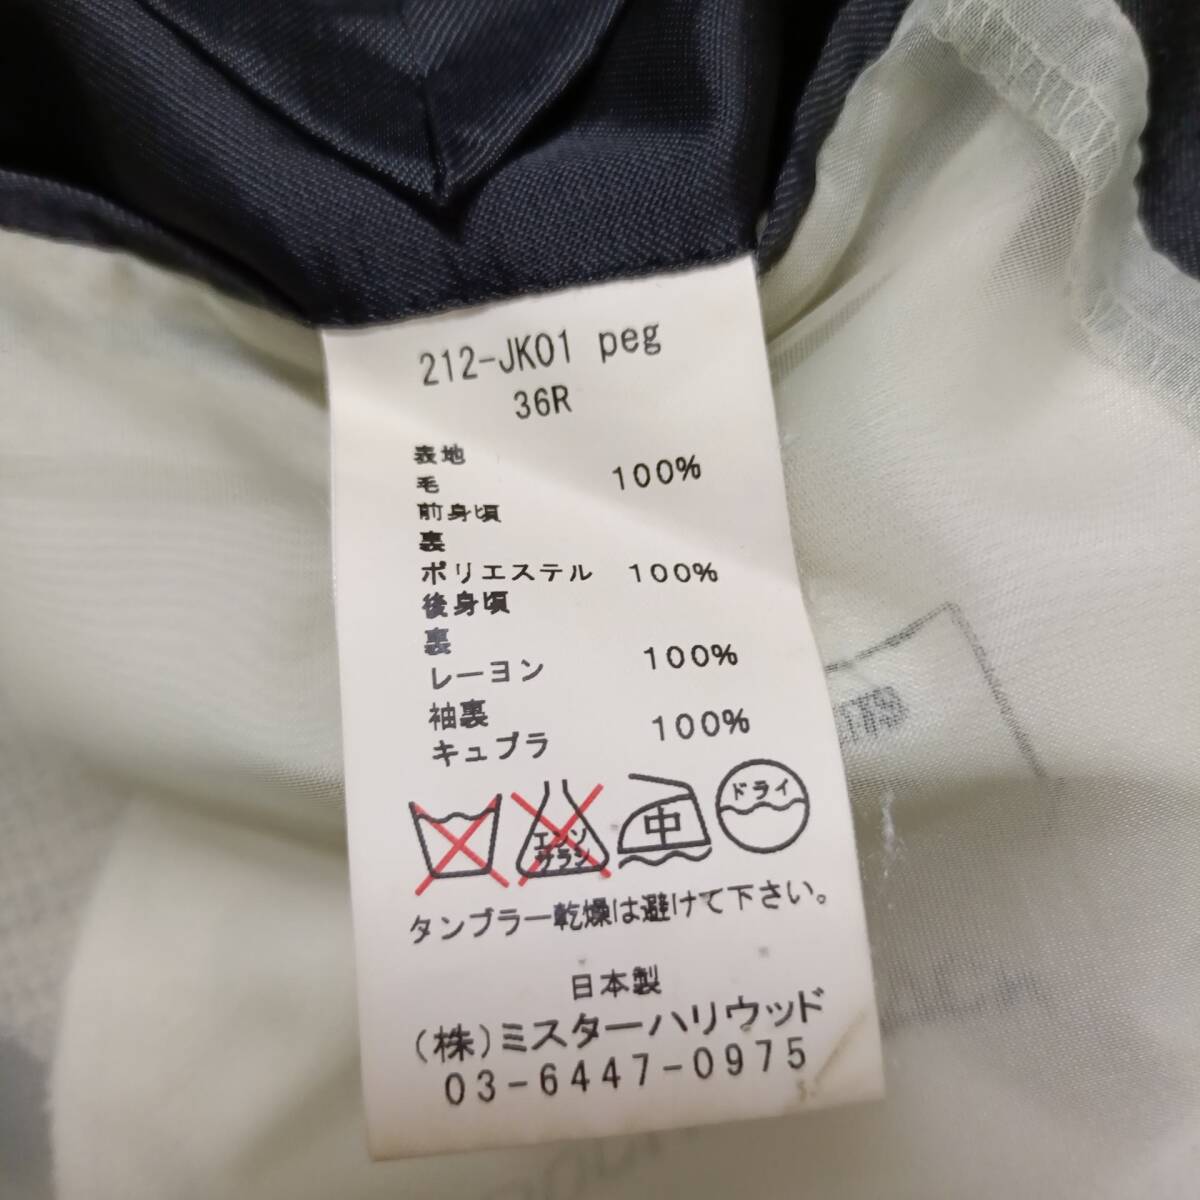 212-JK01 peg
36R
表地
毛 100%
前身頃
裏
ポリエステル 100%
後身頃
裏
レーヨン 100%
袖裏
キュプラ 100%
エンソ
サラシ
中
ドライ
タンブラー乾燥は避けて下さい。
日本製
(株)ミスターハリウッド
03-6447-0975